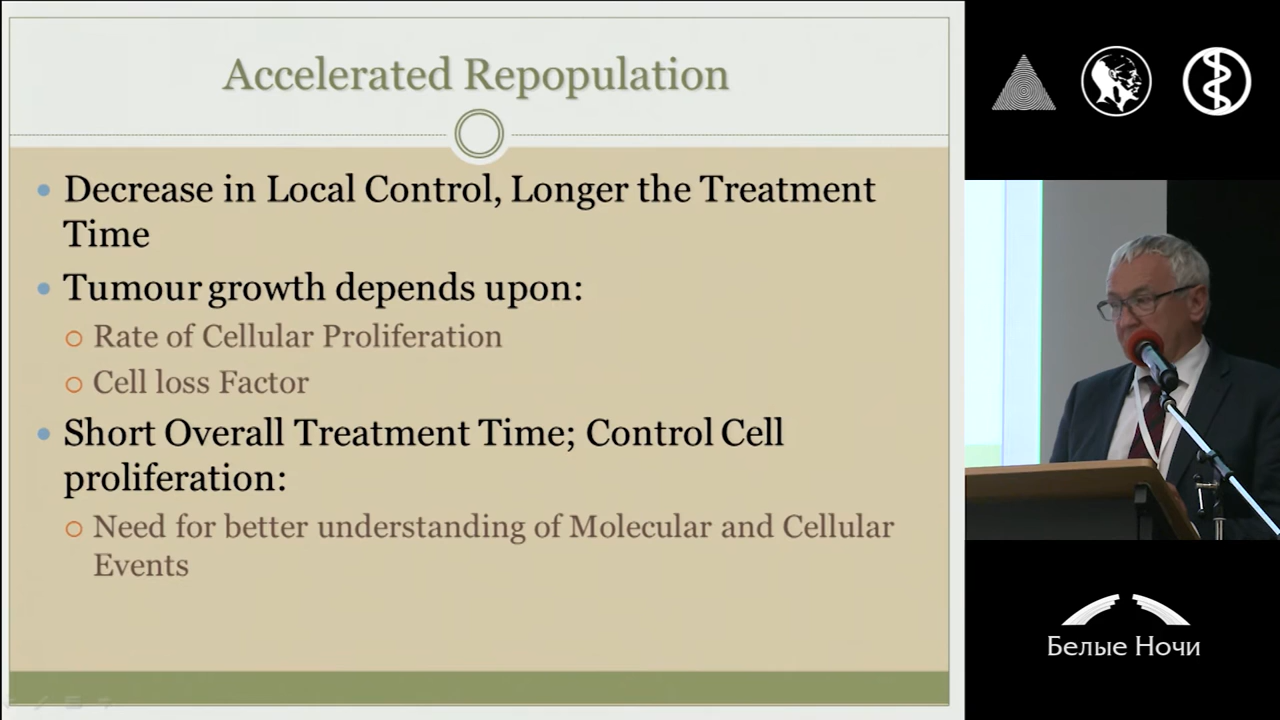 Accelerated Repopulation
Decrease in Local Control, Longer the Treatment
Time
Tumour growth depends upon:
Rate of Cellular Proliferation
Cell loss Factor
Short Overall Treatment Time; Control Cell
proliferation:
Need for better understanding of Molecular and Cellular
Events
Белые Ночи